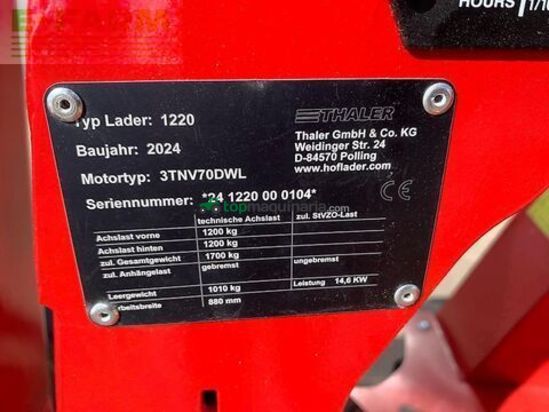 HOURS 1/10
Typ Lader: 1220
THALER
Baujahr: 2024
Thaler GmbH & Co. KG
Weidinger Str. 24
D-84570 Polling
www.hoflader.com
Motortyp: 3TNV70DWL
Seriennummer: *24 1220 00 0104*
CE
topmaquinaria.com
technische Achslast zul. StVZO-Last
Achslast vorne 1200 kg
Achslast hinten 1200 kg
zul. Gesamtgewicht 1700 kg
zul. Anhängelast gebremst ungebremst
Leergewicht 1010 kg Leistung 14,6 KW
Arbeitsbreite 880 mm